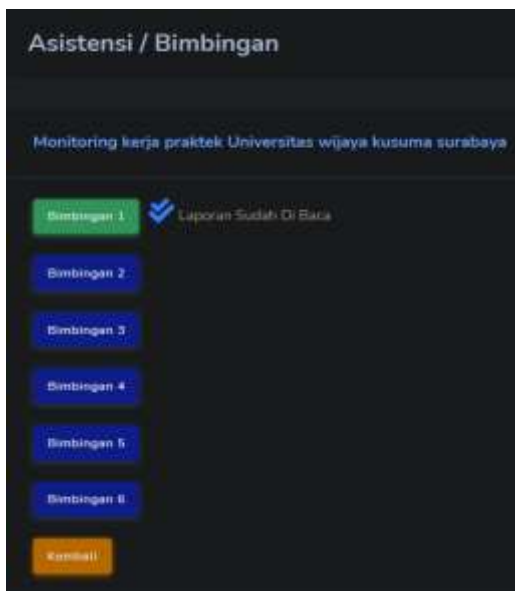 Asistensi / Bimbingan
Monitoring kerja praktek Universitas wijaya kusuma surabaya
Bimbingan 1 Laporan Sudah Di Baca
Bimbingan 2
Bimbingan 3
Bimbingan 4
Bimbingan 5
Bimbingan 6
Kembali